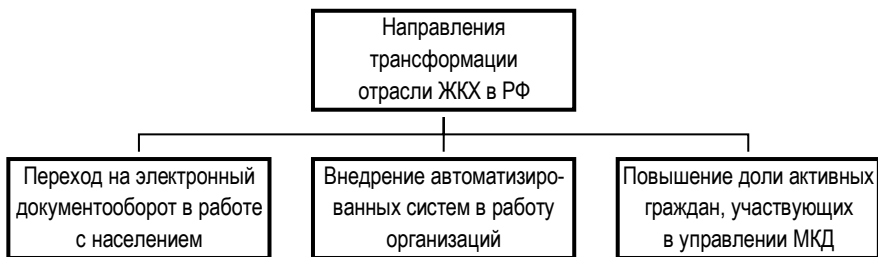 Направления
трансформации
отрасли ЖКХ в РФ
Переход на электронный
документооборот в работе
с населением
Внедрение автоматизиро-
ванных систем в работу
организаций
Повышение доли активных
граждан, участвующих
в управлении МКД